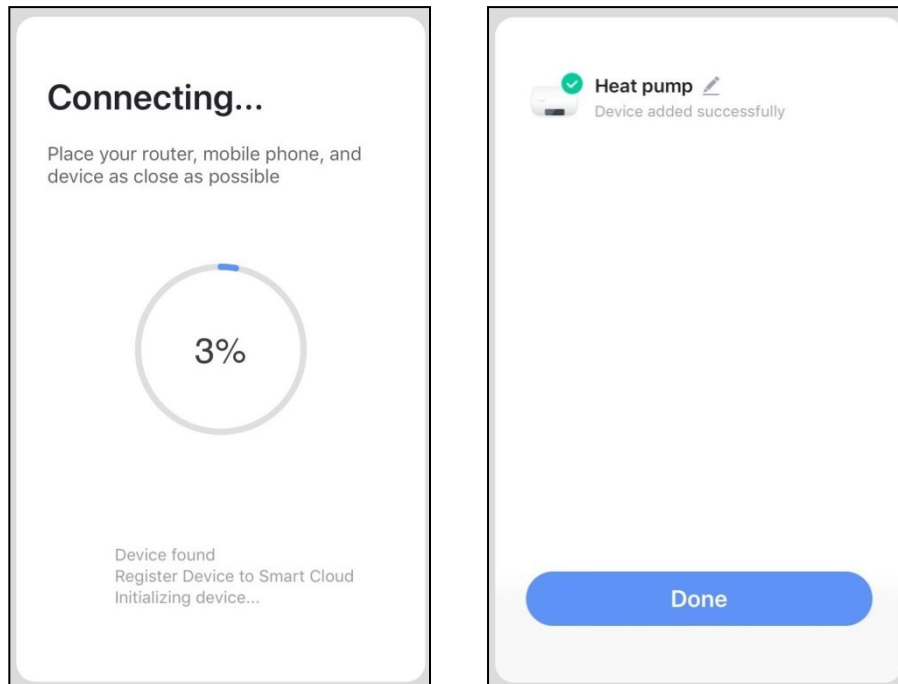 Connecting...
Place your router, mobile phone, and
device as close as possible
3%
Device found
Register Device to Smart Cloud
Initializing device...
Heat pump
Device added successfully
Done